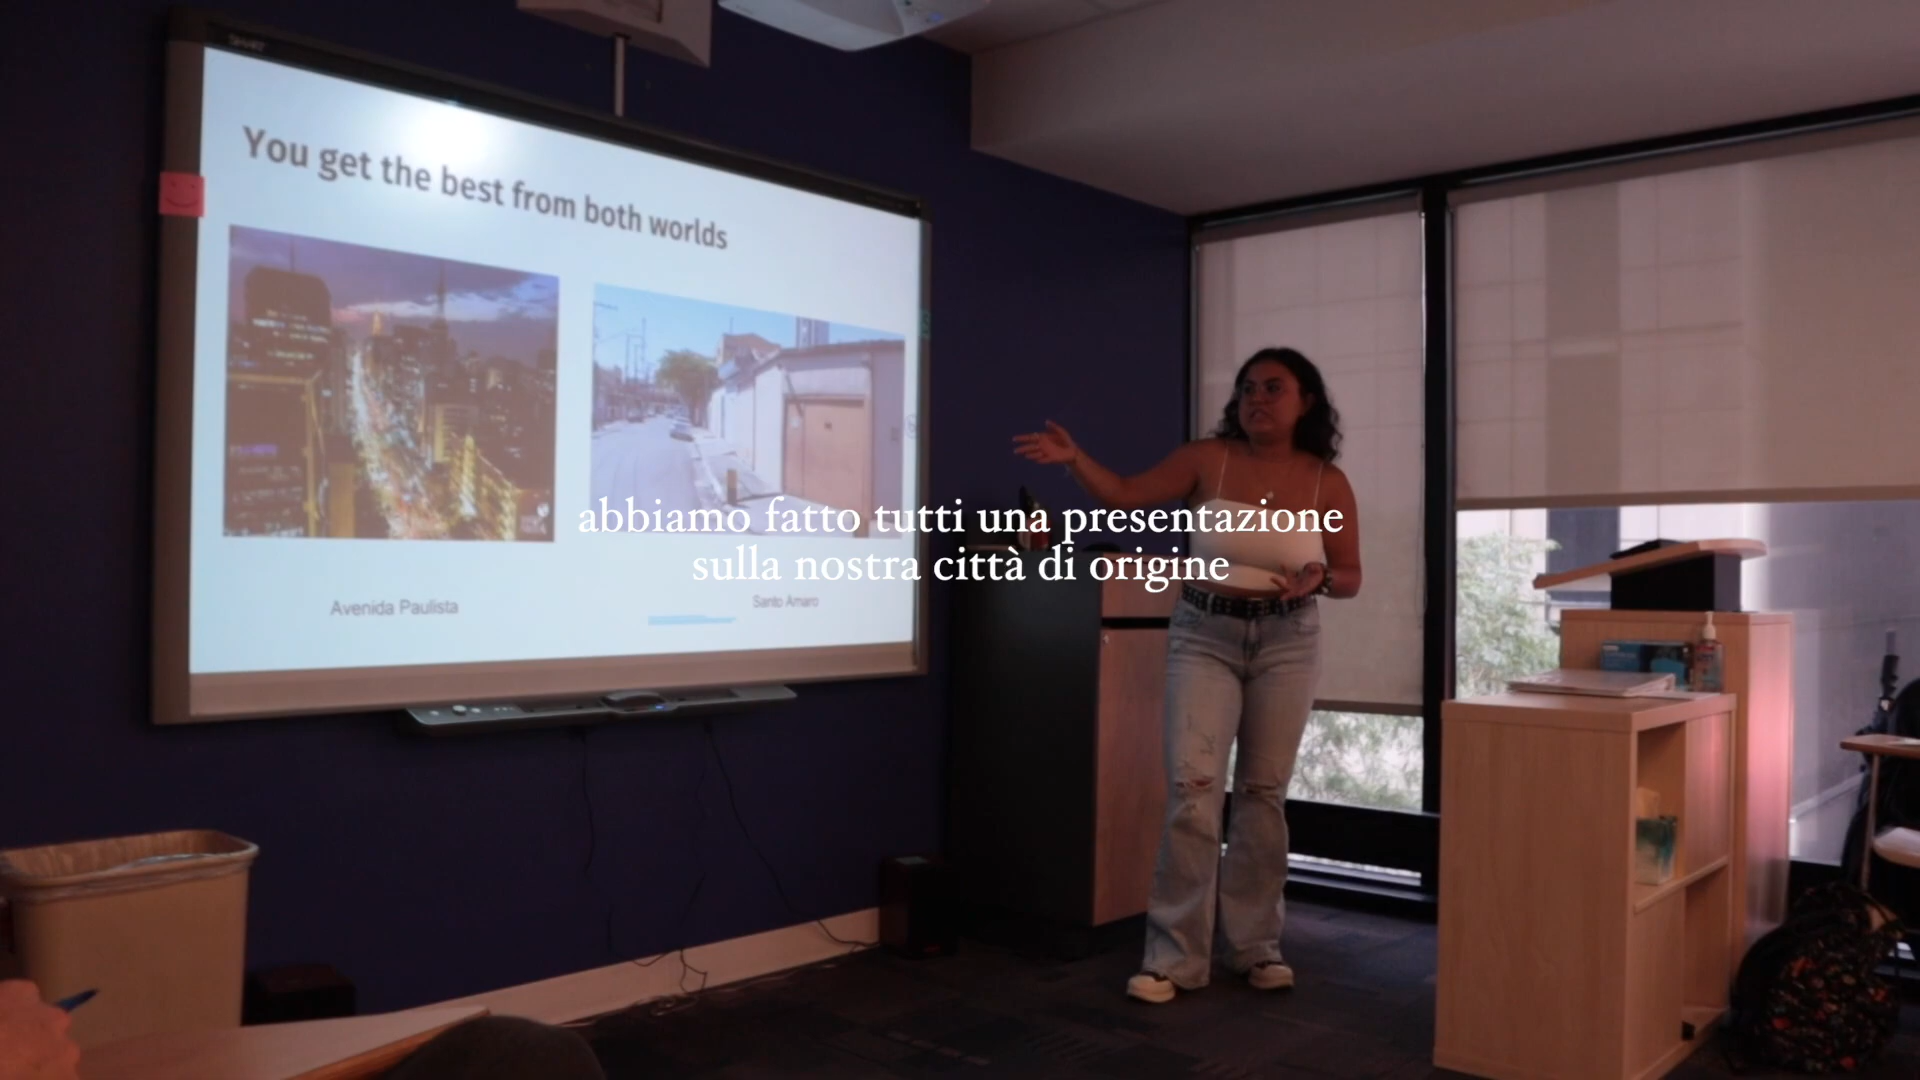 SMART
You get the best from both worlds
abbiamo fatto tutti una presentazione
sulla nostra città di origine
Avenida Paulista
Santo Amaro